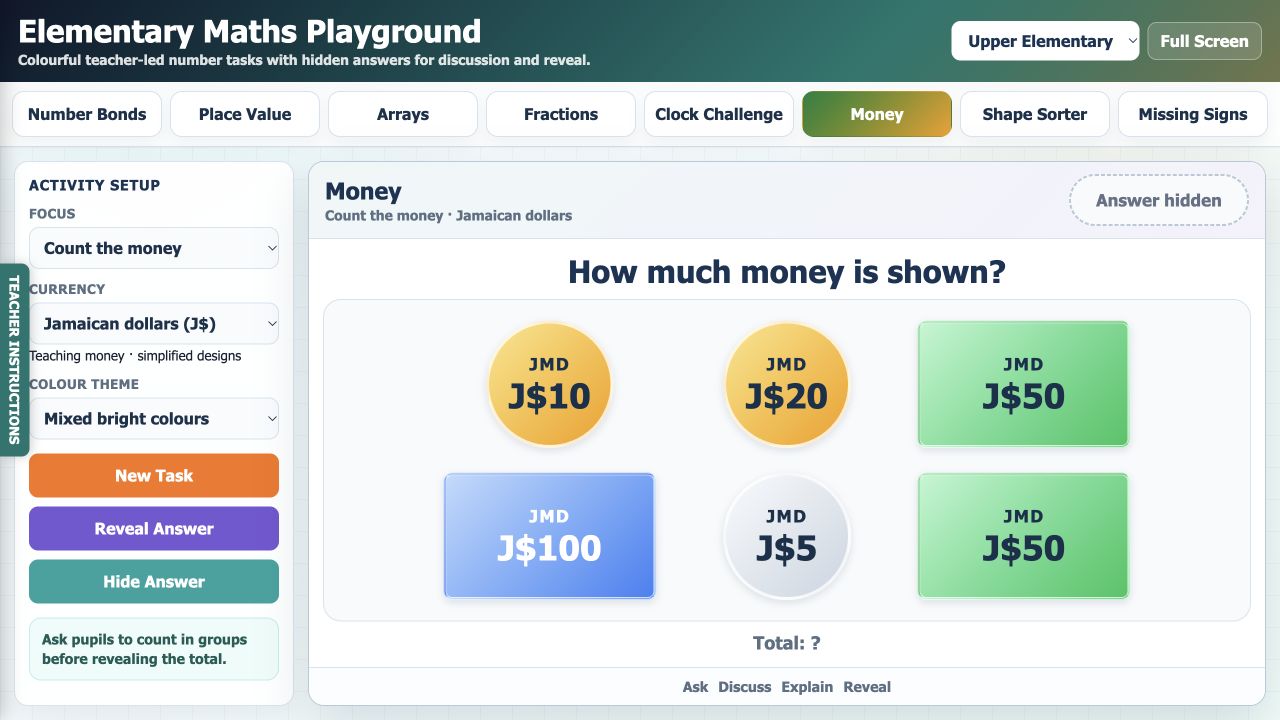 Elementary Maths Playground
Colourful teacher-led number tasks with hidden answers for discussion and reveal.
Upper Elementary
Full Screen
Number Bonds
Place Value
Arrays
Fractions
Clock Challenge
Money
Shape Sorter
Missing Signs
TEACHER INSTRUCTIONS
ACTIVITY SETUP
FOCUS
Count the money
CURRENCY
Jamaican dollars (J$)
Teaching money · simplified designs
COLOUR THEME
Mixed bright colours
New Task
Reveal Answer
Hide Answer
Ask pupils to count in groups
before revealing the total.
Money
Count the money · Jamaican dollars
Answer hidden
How much money is shown?
JMD
J$10
JMD
J$20
JMD
J$50
JMD
J$100
JMD
J$5
JMD
J$50
Total: ?
Ask Discuss Explain Reveal